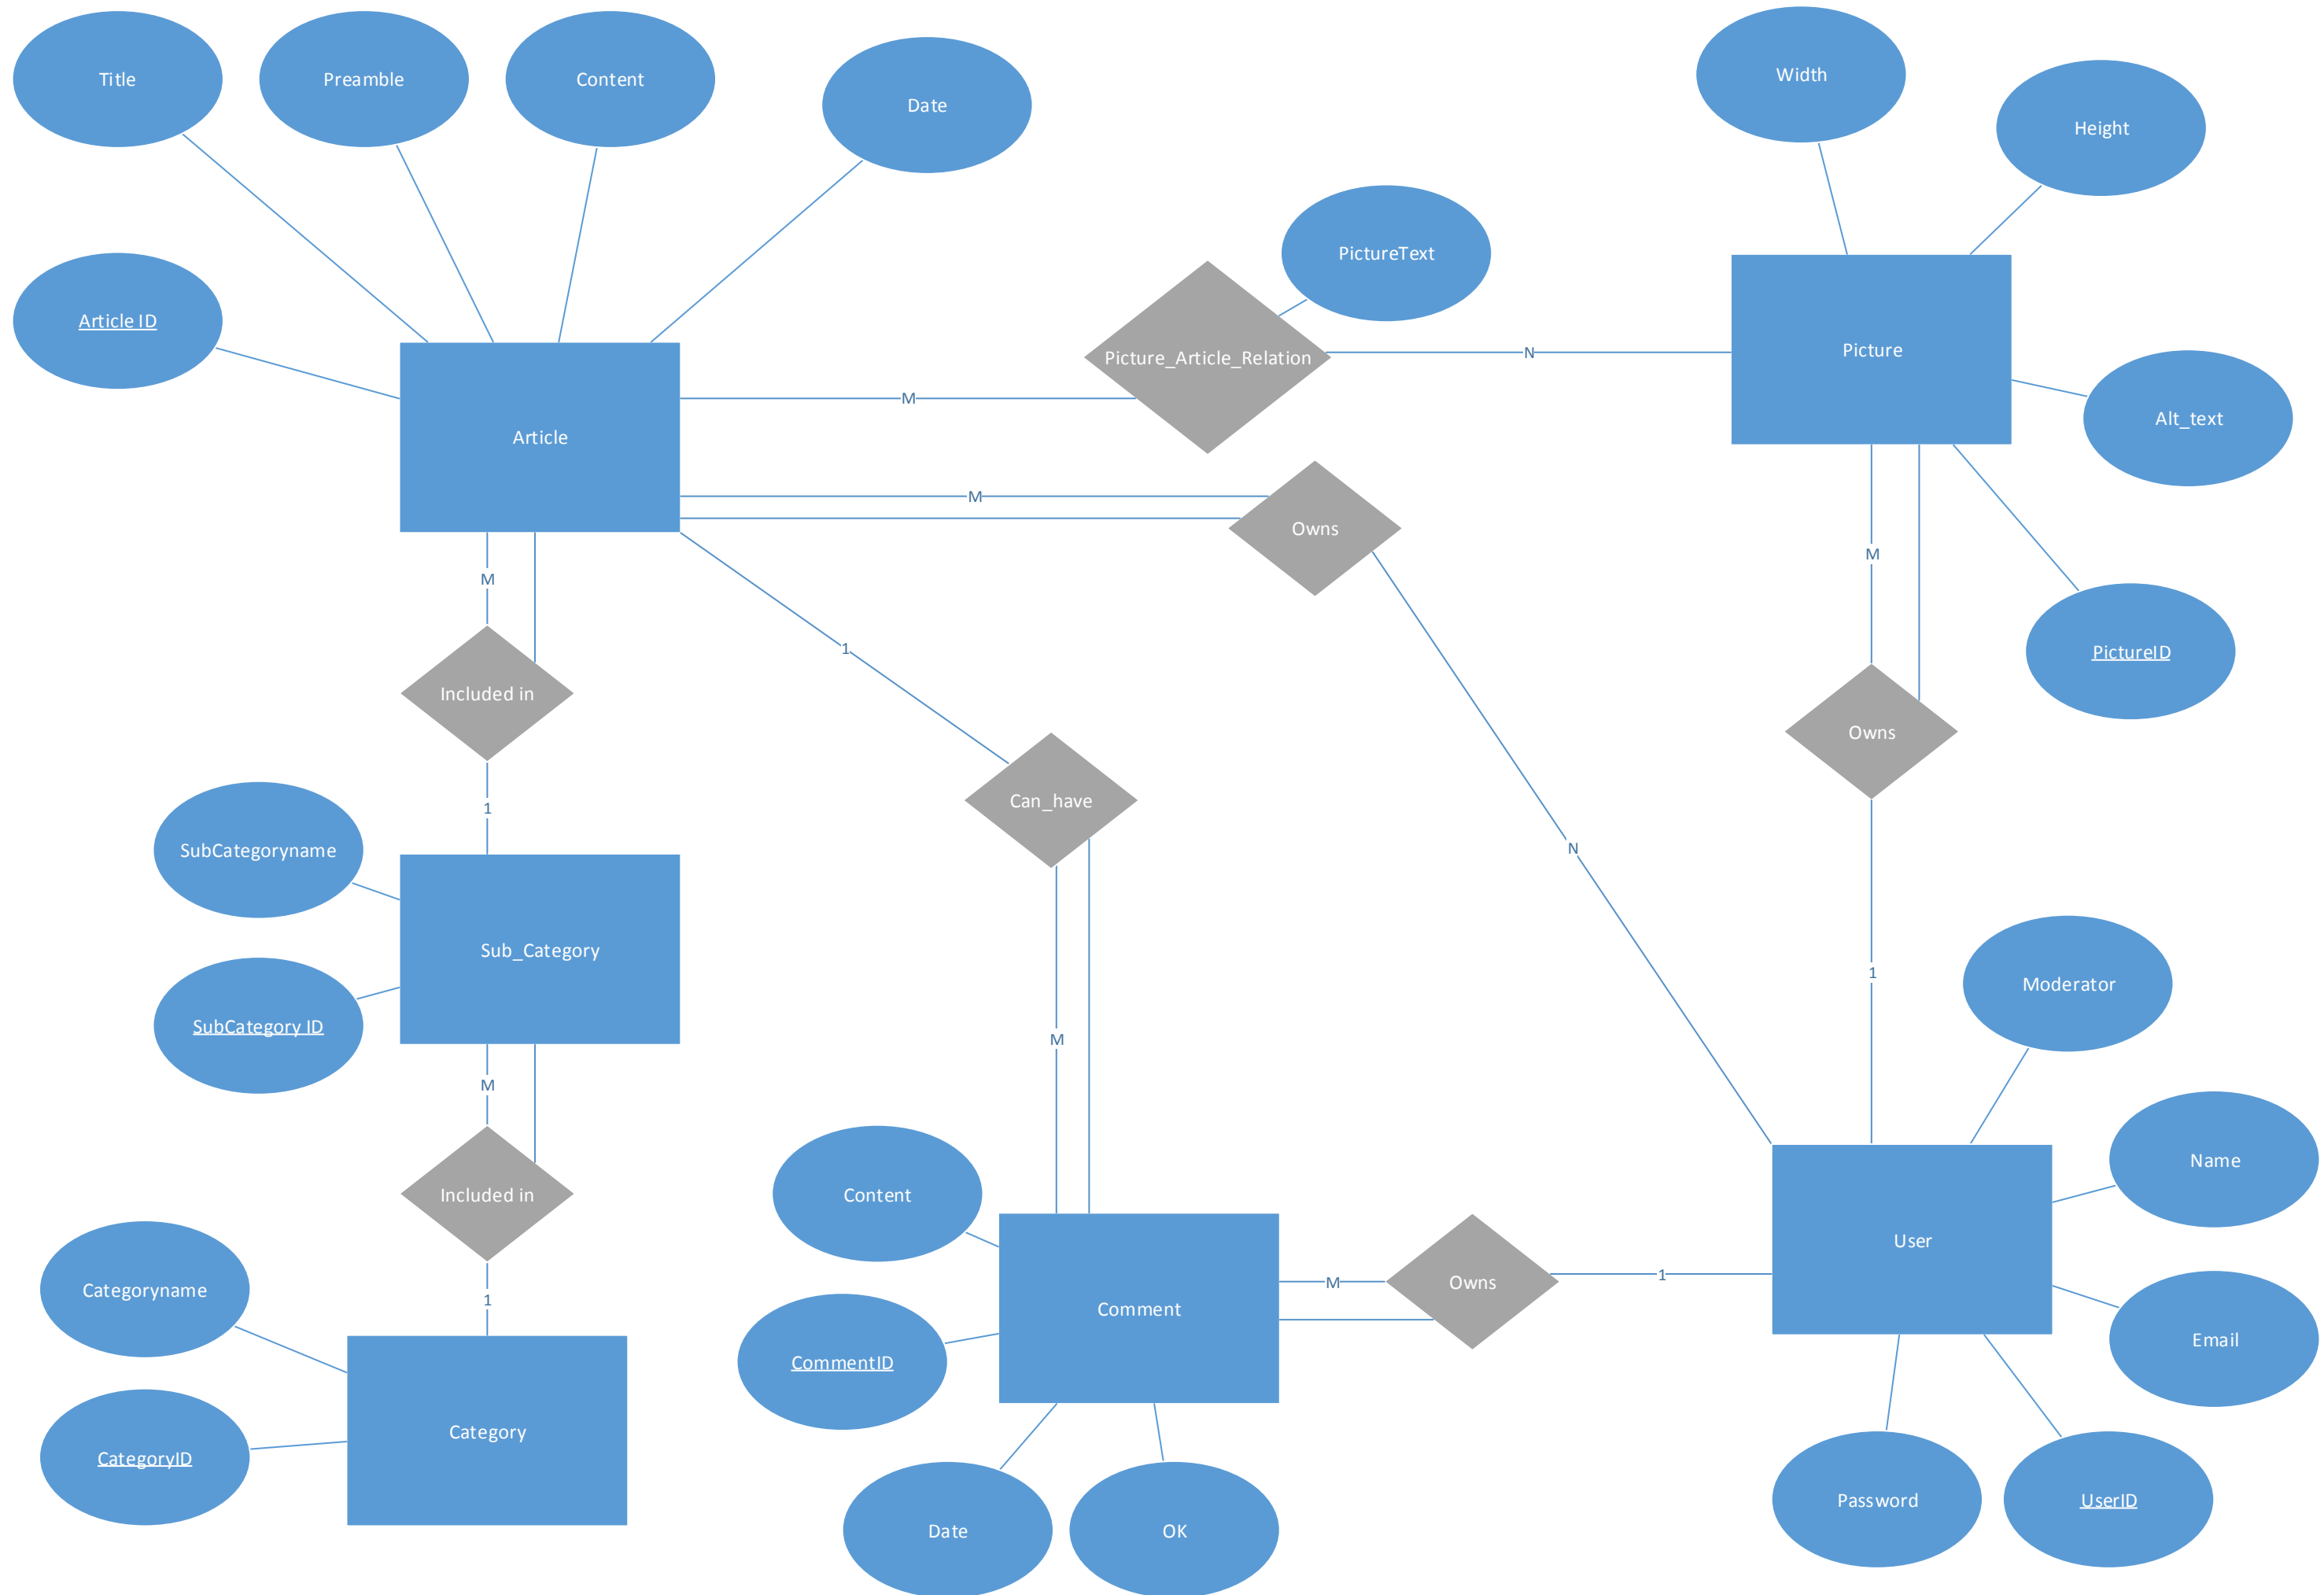 Title
Preamble
Content
Date
Width
Height
PictureText
Article ID
Picture_Article_Relation
N
Picture
M
Alt_text
Article
M
Owns
M
M
1
PictureID
Included in
Owns
Can_have
1
SubCategoryname
N
Sub_Category
1
Moderator
SubCategory ID
M
M
Name
Content
Included in
User
1
M
Owns
1
Categoryname
1
Comment
Email
CommentID
Category
CategoryID
Password
UserID
Date
OK